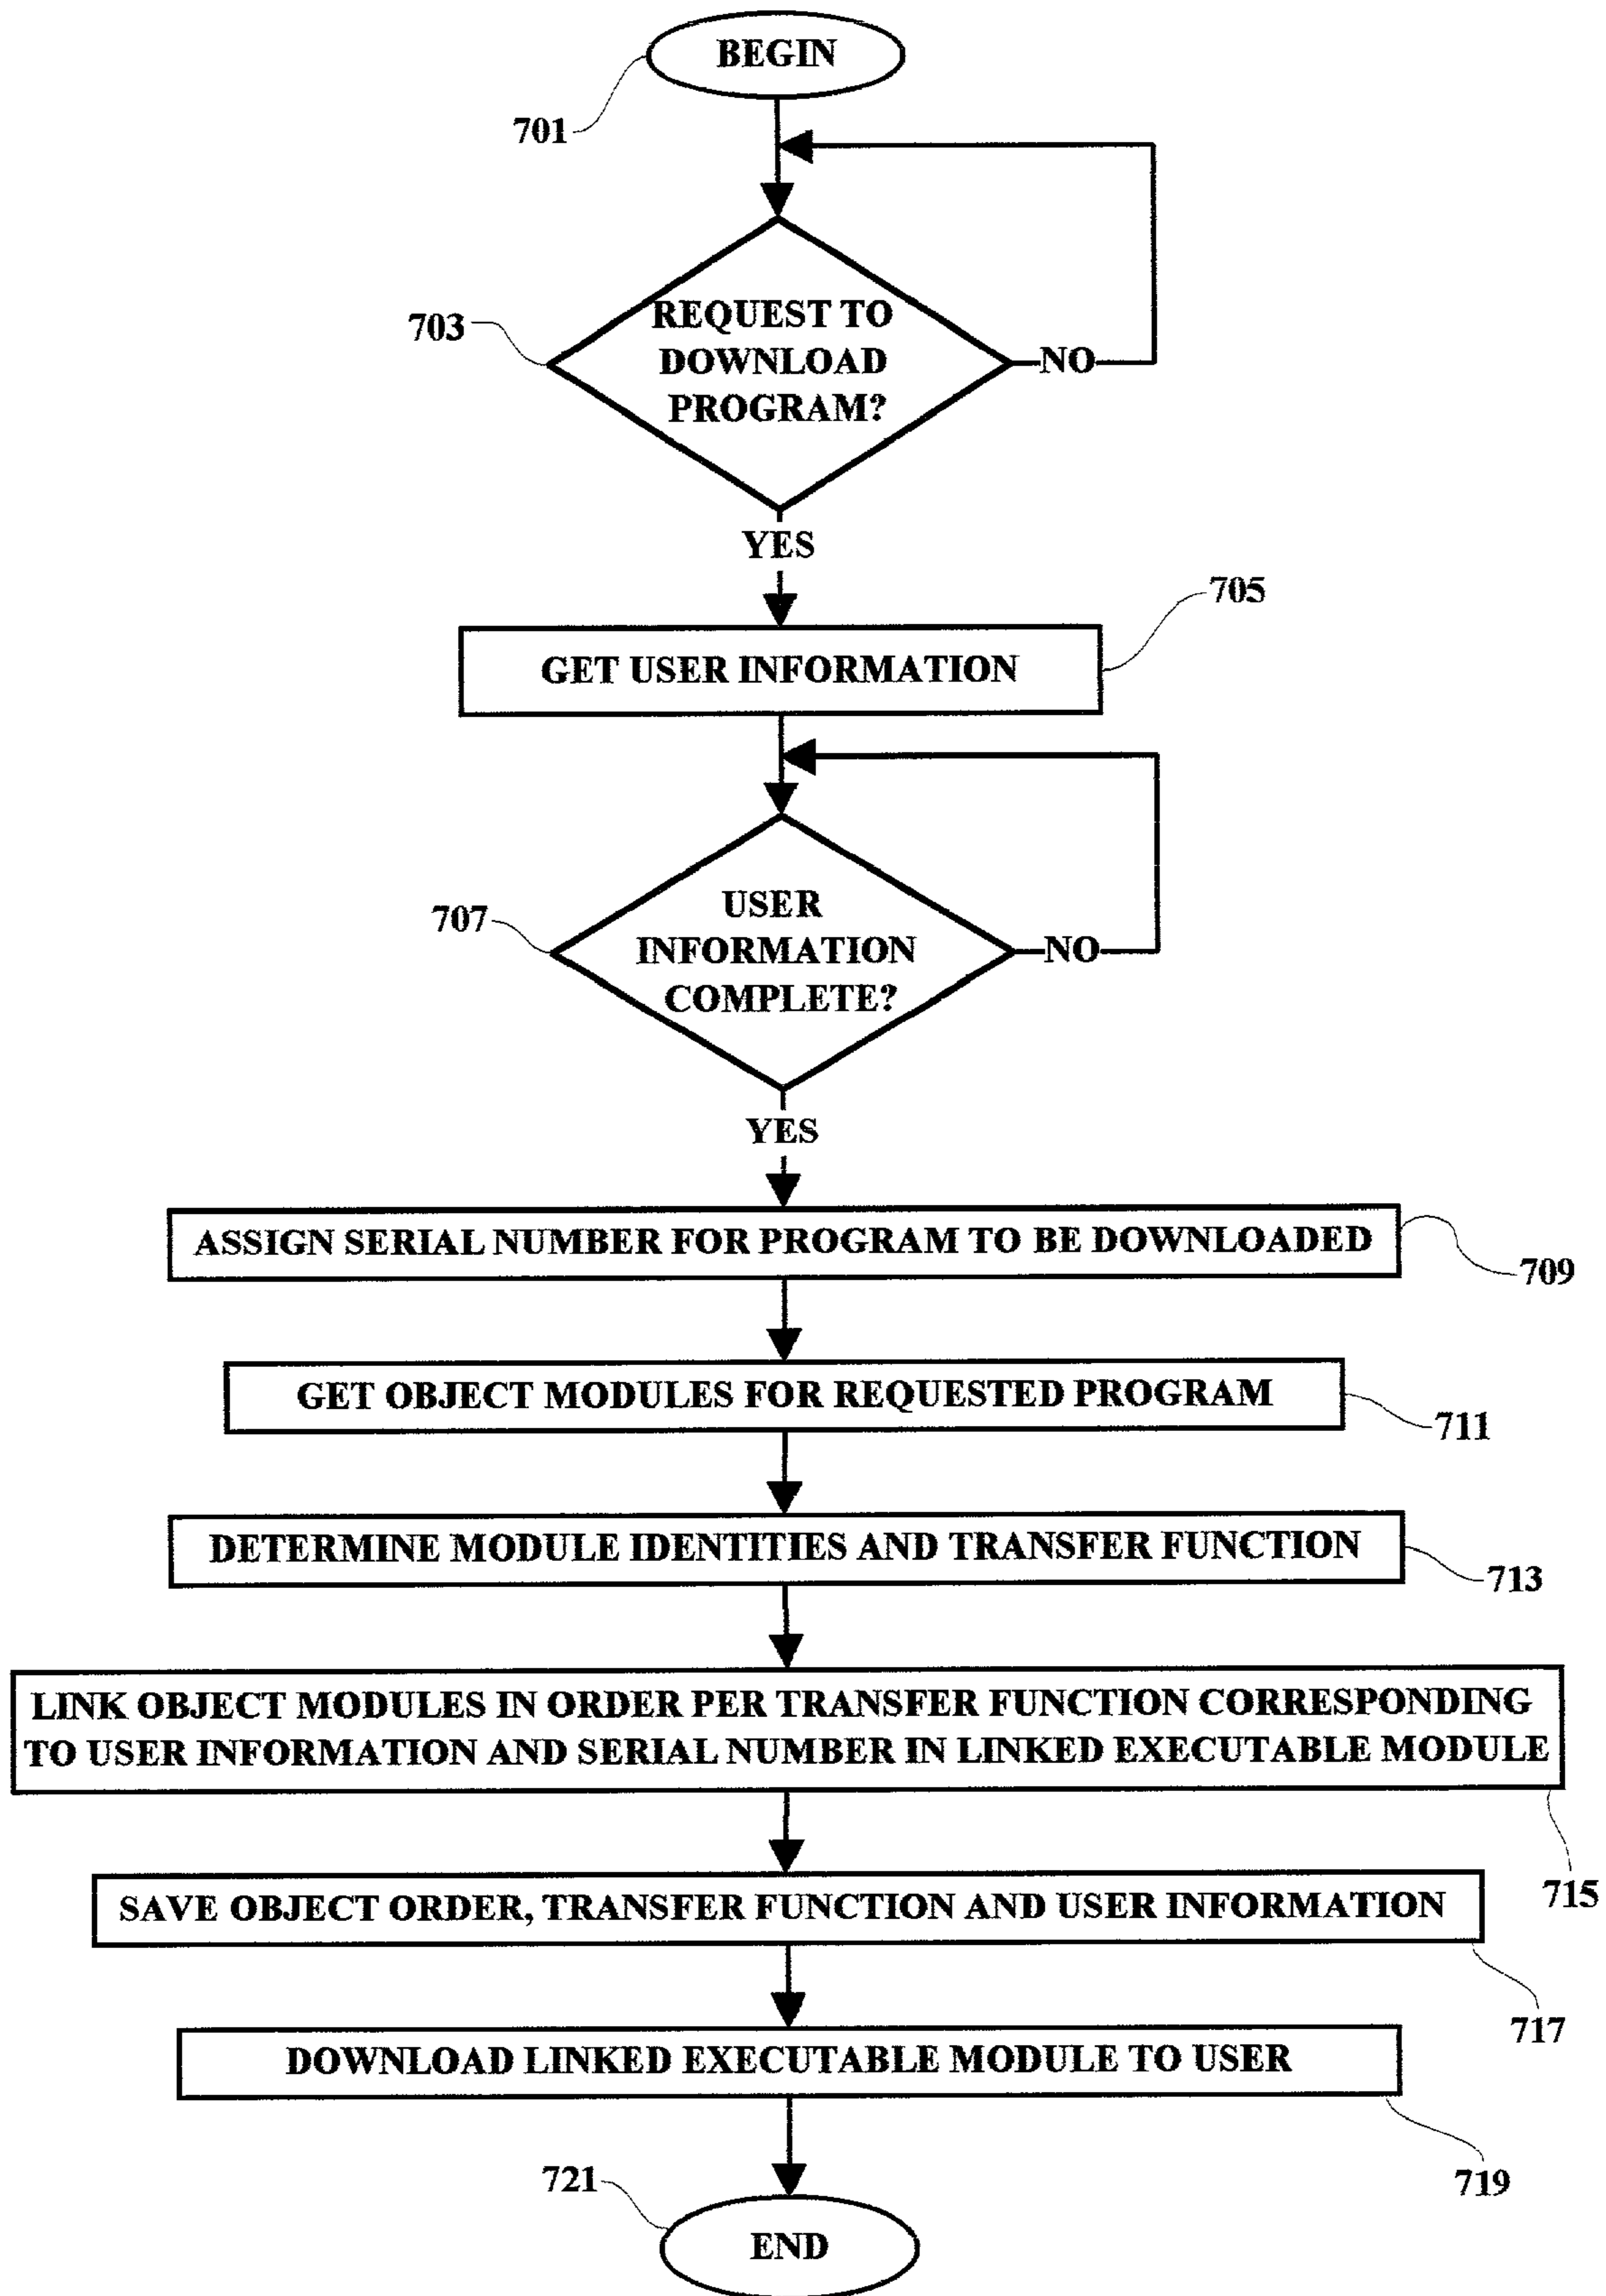 BEGIN
701
REQUEST TO
DOWNLOAD
PROGRAM?
703
NO
YES
705
GET USER INFORMATION
707
USER
INFORMATION
COMPLETE?
NO
YES
ASSIGN SERIAL NUMBER FOR PROGRAM TO BE DOWNLOADED
709
GET OBJECT MODULES FOR REQUESTED PROGRAM
711
DETERMINE MODULE IDENTITIES AND TRANSFER FUNCTION
713
LINK OBJECT MODULES IN ORDER PER TRANSFER FUNCTION CORRESPONDING
TO USER INFORMATION AND SERIAL NUMBER IN LINKED EXECUTABLE MODULE
715
SAVE OBJECT ORDER, TRANSFER FUNCTION AND USER INFORMATION
717
DOWNLOAD LINKED EXECUTABLE MODULE TO USER
719
721
END